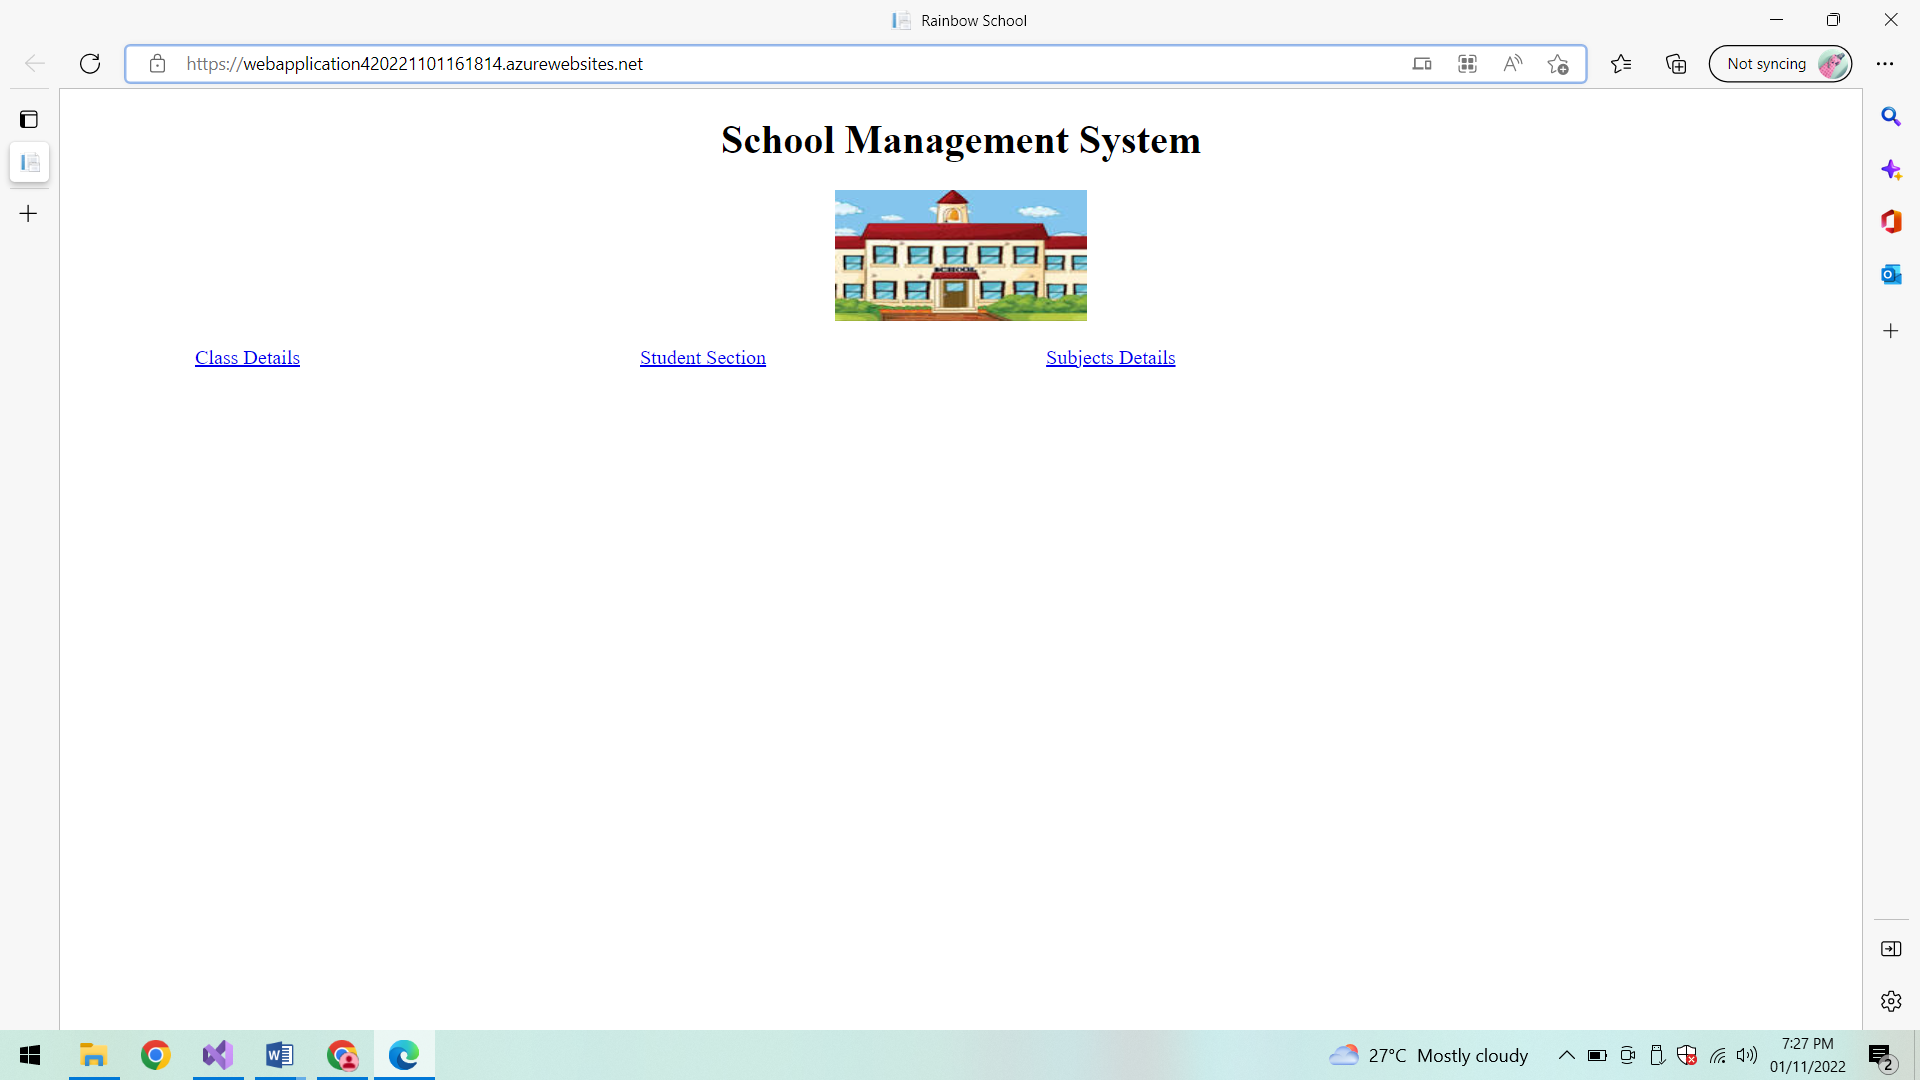 Rainbow School
https://webapplication420221101161814.azurewebsites.net
Not syncing
School Management System
SCHOOL
Class Details Student Section Subjects Details
27°C Mostly cloudy
7:27 PM
01/11/2022
2